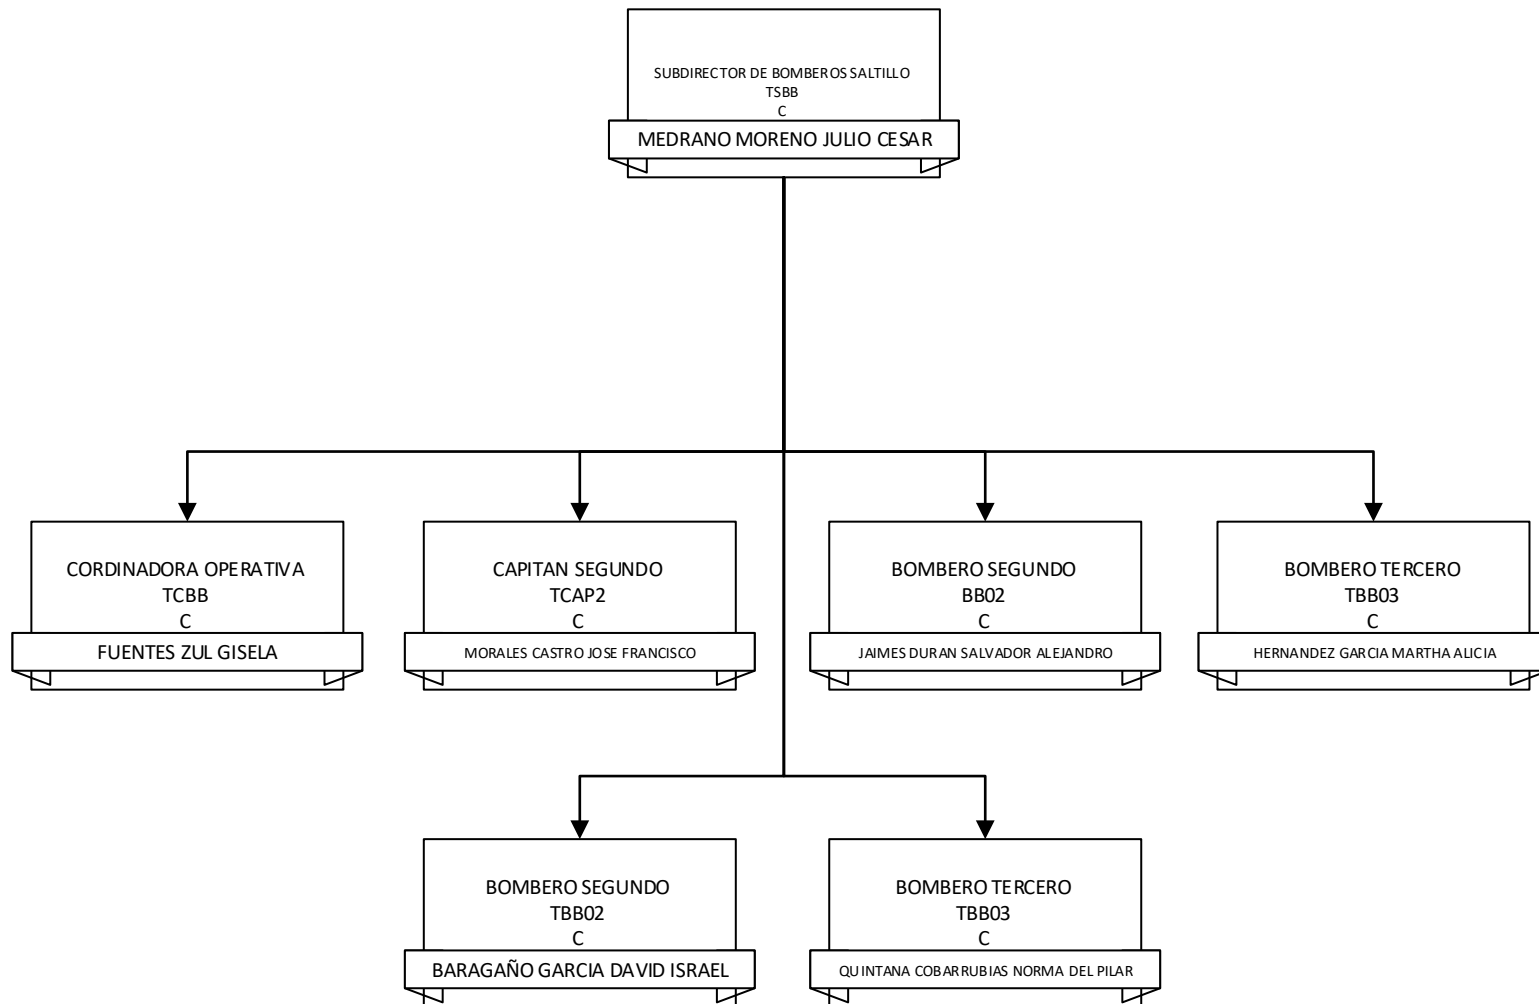 SUBDIRECTOR DE BOMBEROS SALTILLO
TSBB
C
MEDRANO MORENO JULIO CESAR
CORDINADORA OPERATIVA
TCBB
C
FUENTES ZUL GISELA
CAPITAN SEGUNDO
TCAP2
C
MORALES CASTRO JOSE FRANCISCO
BOMBERO SEGUNDO
BB02
C
JAIMES DURAN SALVADOR ALEJANDRO
BOMBERO TERCERO
TBB03
C
HERNANDEZ GARCIA MARTHA ALICIA
BOMBERO SEGUNDO
TBB02
C
BARAGAÑO GARCIA DAVID ISRAEL
BOMBERO TERCERO
TBB03
C
QUINTANA COBARRUBIAS NORMA DEL PILAR